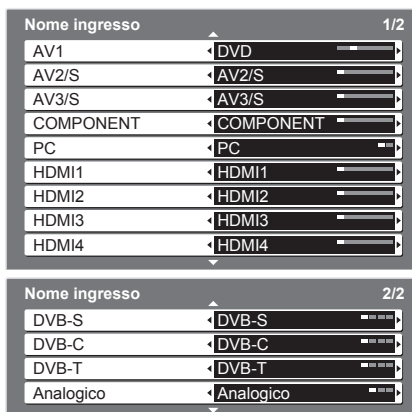 Nome ingresso 1/2
AV1 DVD
AV2/S AV2/S
AV3/S AV3/S
COMPONENT COMPONENT
PC PC
HDMI1 HDMI1
HDMI2 HDMI2
HDMI3 HDMI3
HDMI4 HDMI4
Nome ingresso 2/2
DVB-S DVB-S
DVB-C DVB-C
DVB-T DVB-T
Analogico Analogico